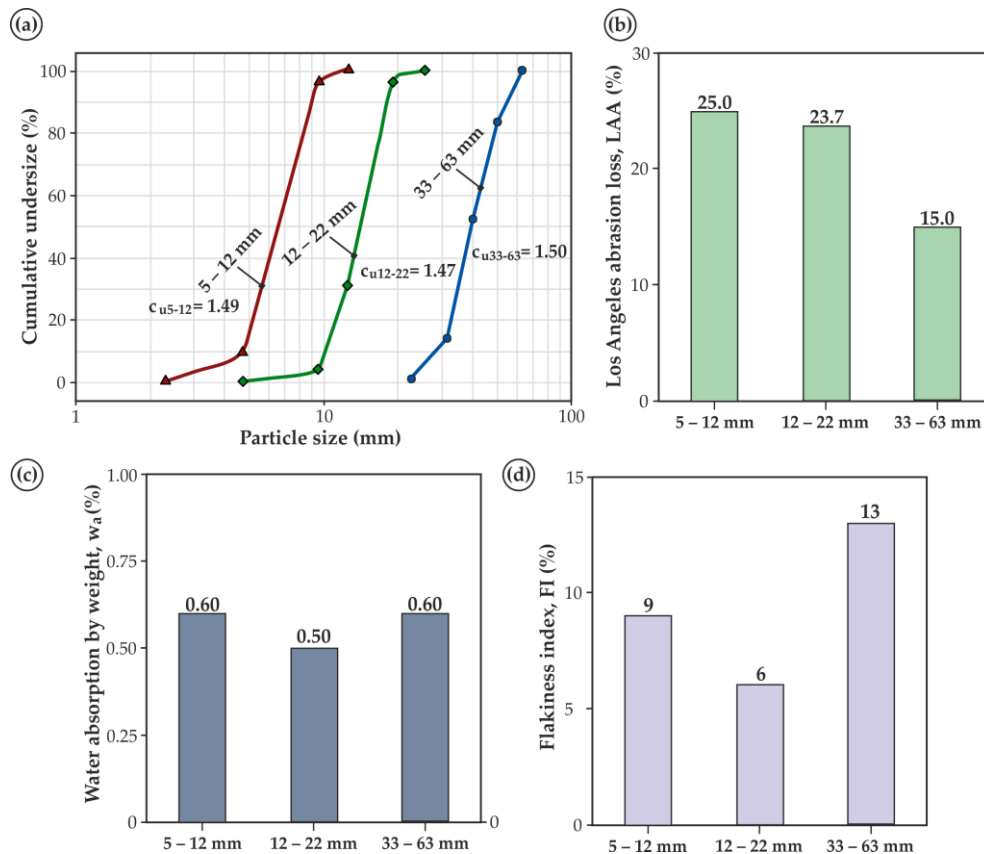 (a)
Cumulative undersize (%)
100
80
60
40
20
0
5 – 12 mm
c u5-12= 1.49
12 – 22 mm
c u12-22= 1.47
33 – 63 mm
c u33-63= 1.50
1
10
100
Particle size (mm)
(b)
Los Angeles abrasion loss, LAA (%)
30
20
10
0
25.0
23.7
15.0
5 – 12 mm
12 – 22 mm
33 – 63 mm
(c)
Water absorption by weight, wa (%)
1.00
0.75
0.50
0.25
0
0.60
0.50
0.60
0
5 – 12 mm
12 – 22 mm
33 – 63 mm
(d)
Flakiness index, FI (%)
15
10
5
0
9
6
13
5 – 12 mm
12 – 22 mm
33 – 63 mm